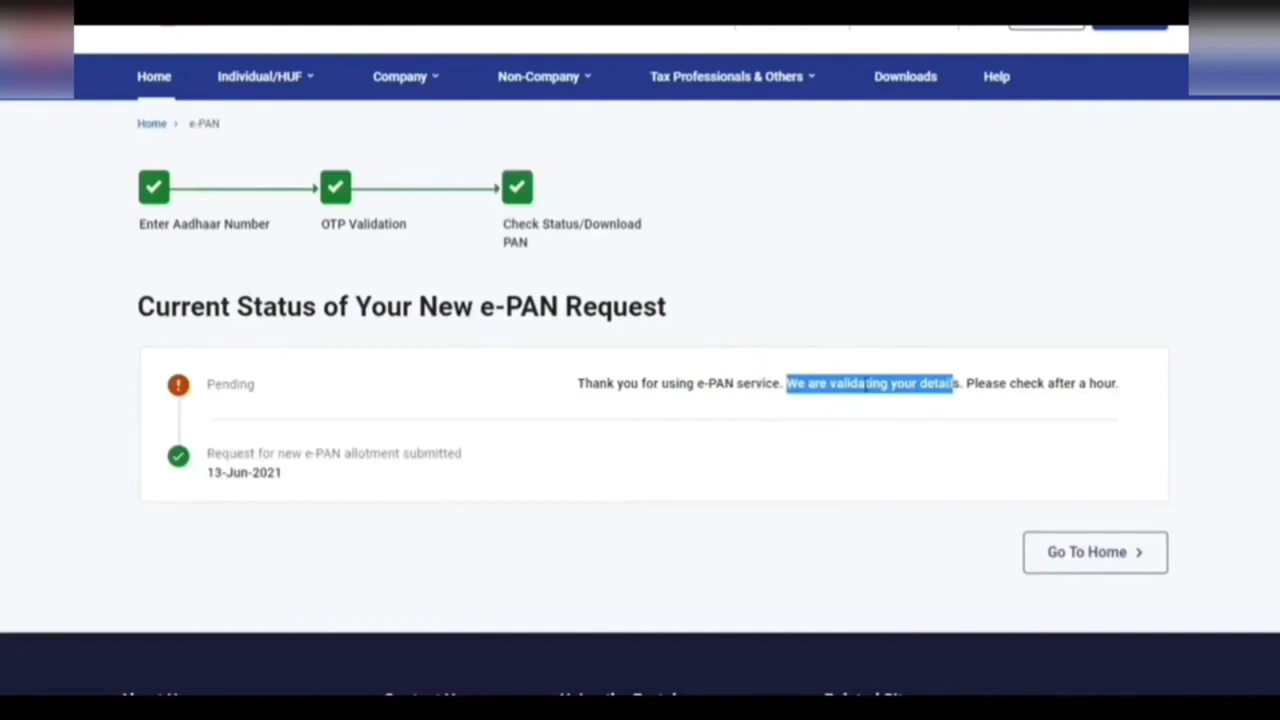 Home Individual/HUF Company Non-Company Tax Professionals & Others Downloads Help
Home › e-PAN
Enter Aadhaar Number OTP Validation Check Status/Download
PAN
Current Status of Your New e-PAN Request
Pending Thank you for using e-PAN service. We are validating your details. Please check after a hour.
Request for new e-PAN allotment submitted
13-Jun-2021
Go To Home